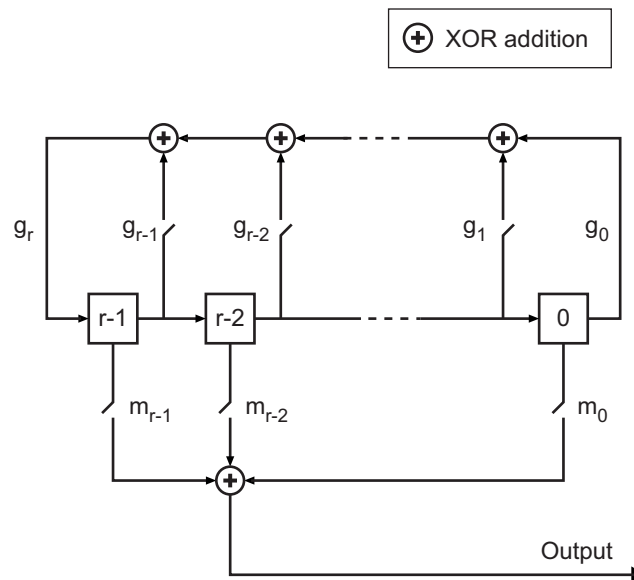 XOR addition
g_r
g_{r-1}
g_{r-2}
g_1
g_0
r-1
r-2
0
m_{r-1}
m_{r-2}
m_0
Output